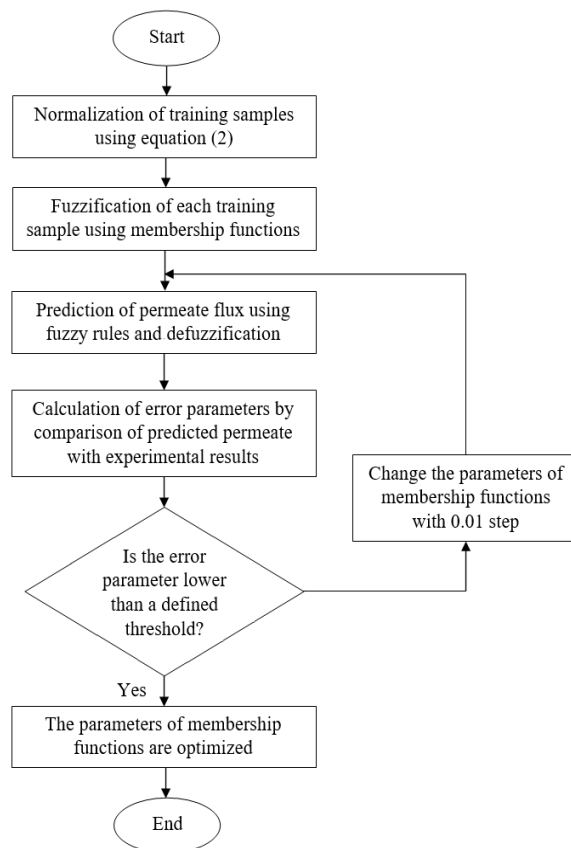 Start
Normalization of training samples
using equation (2)
Fuzzification of each training
sample using membership functions
Prediction of permeate flux using
fuzzy rules and defuzzification
Calculation of error parameters by
comparison of predicted permeate
with experimental results
Change the parameters of
membership functions
with 0.01 step
Is the error
parameter lower
than a defined
threshold?
Yes
The parameters of membership
functions are optimized
End